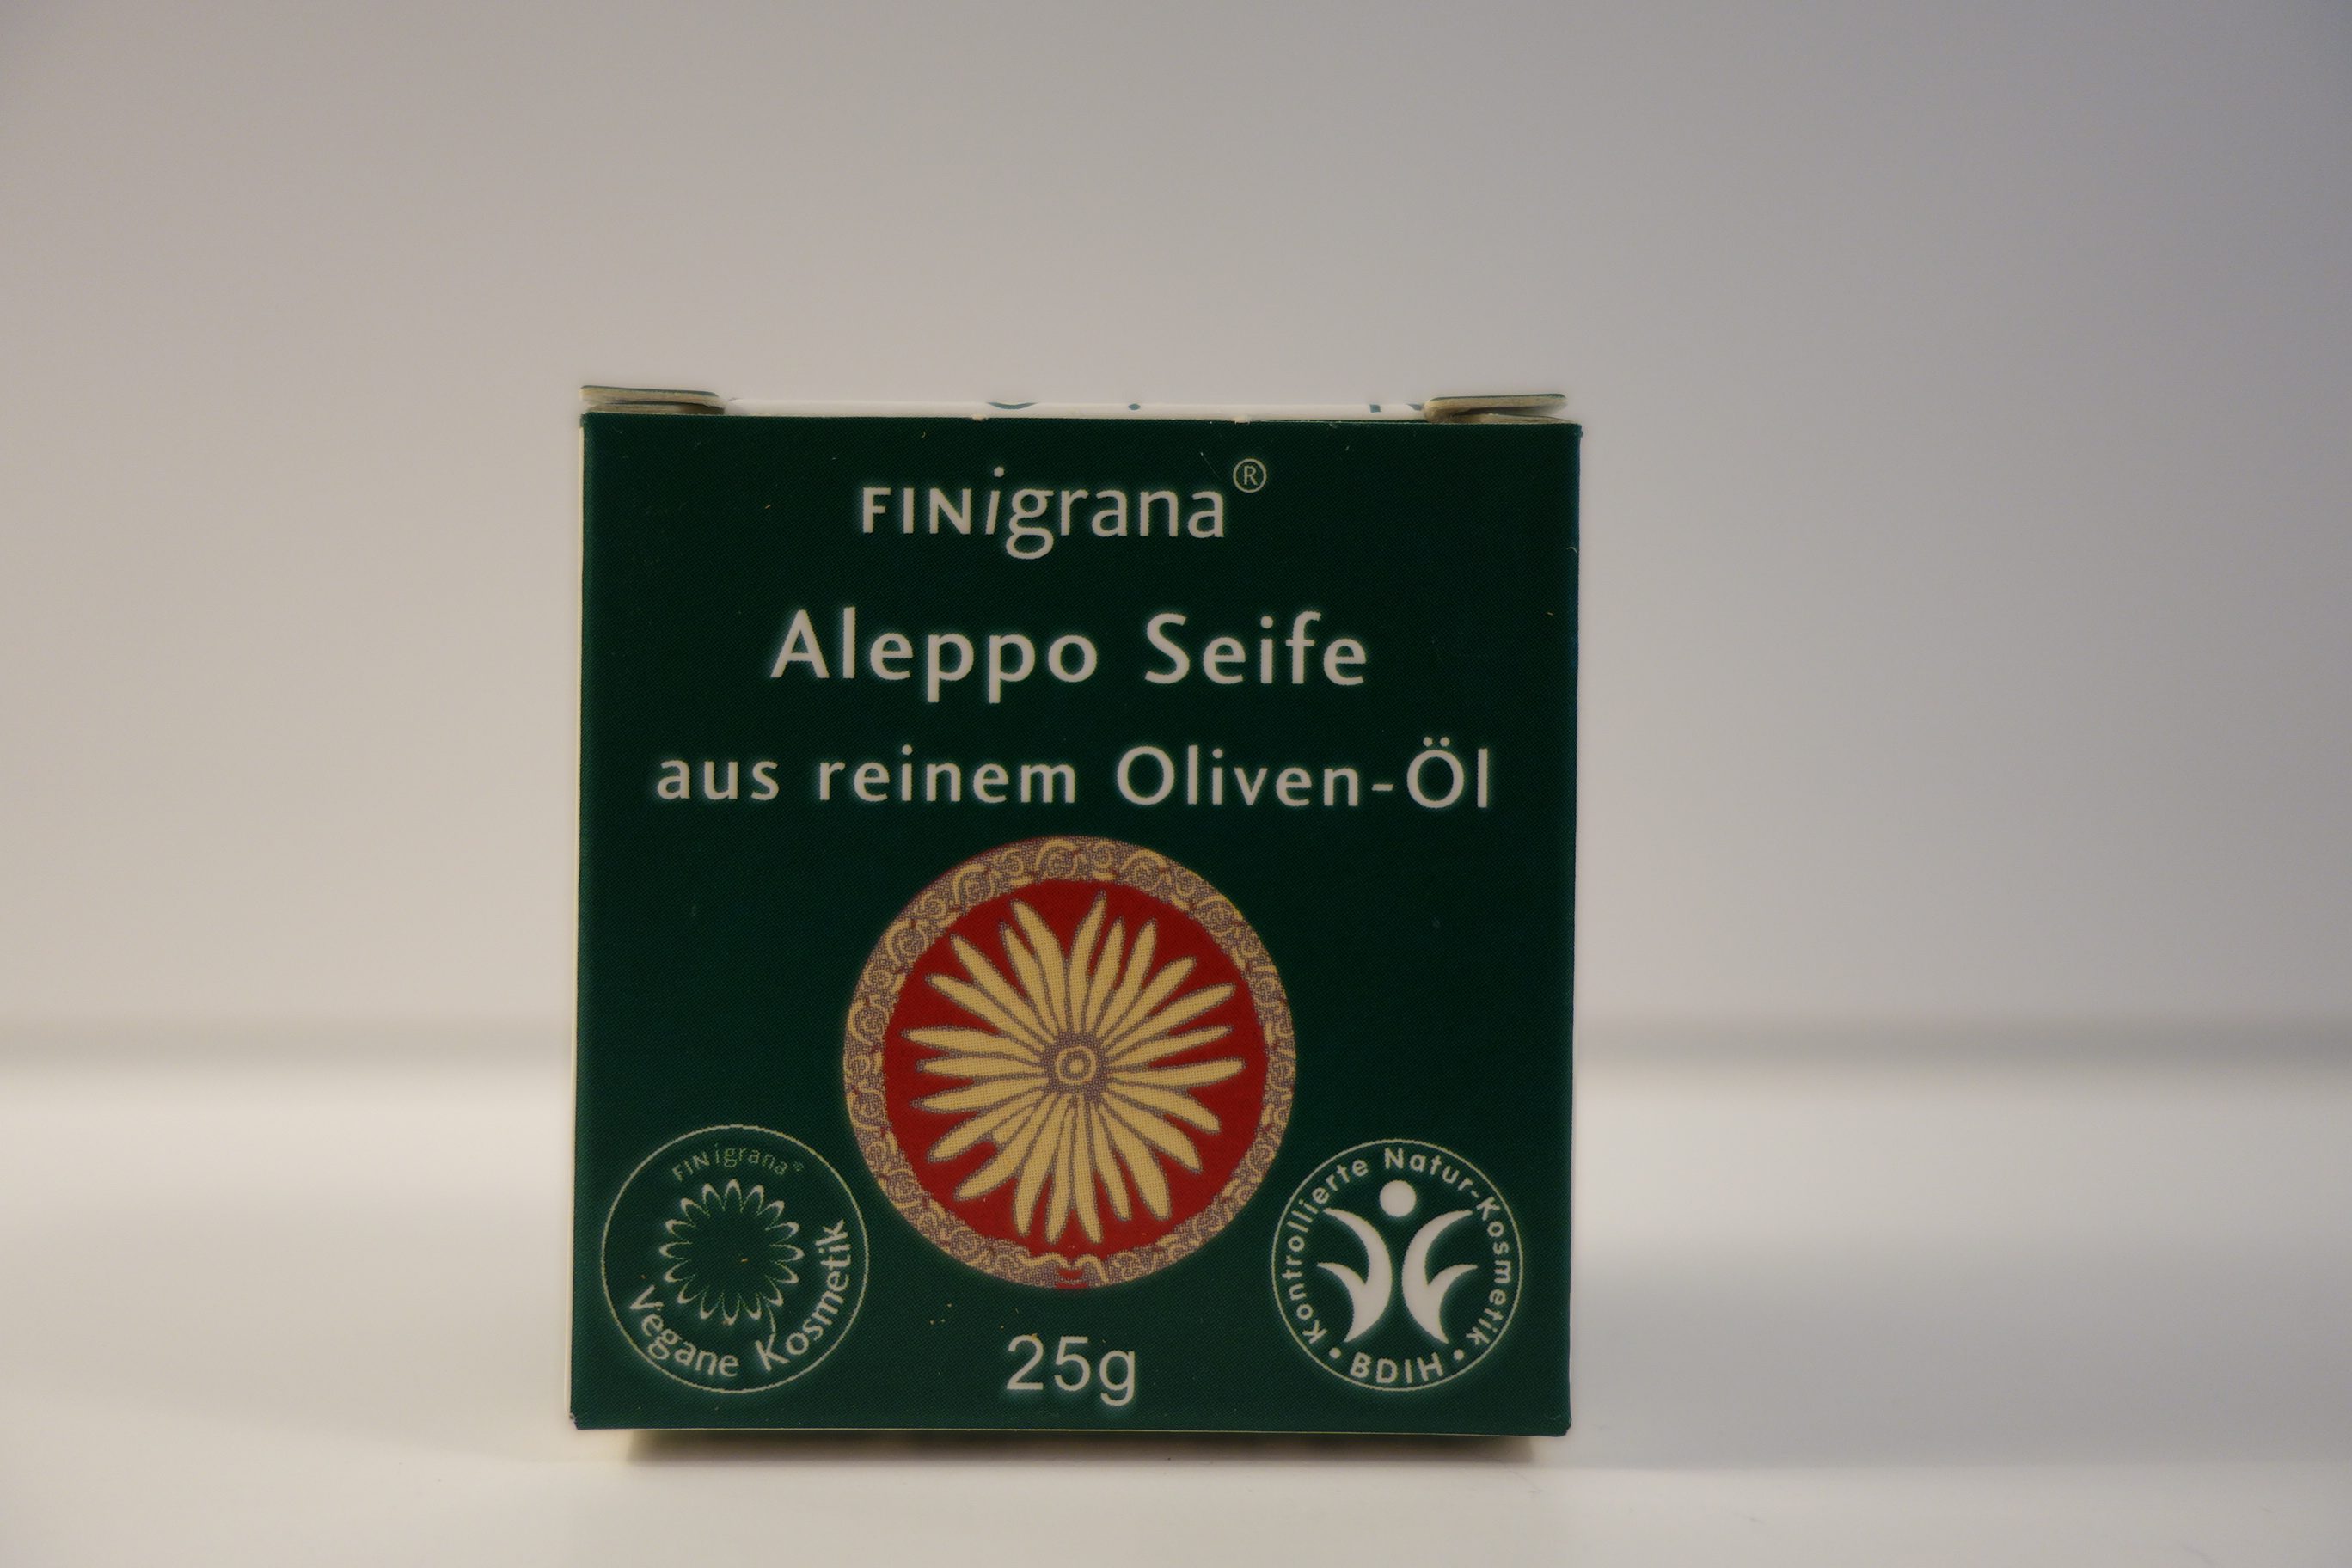 FINigrana®
Aleppo Seife
aus reinem Oliven-Öl
FINigrana®
Vegane Kosmetik
25g
Kontrollierte Natur-Kosmetik
• BDIH •